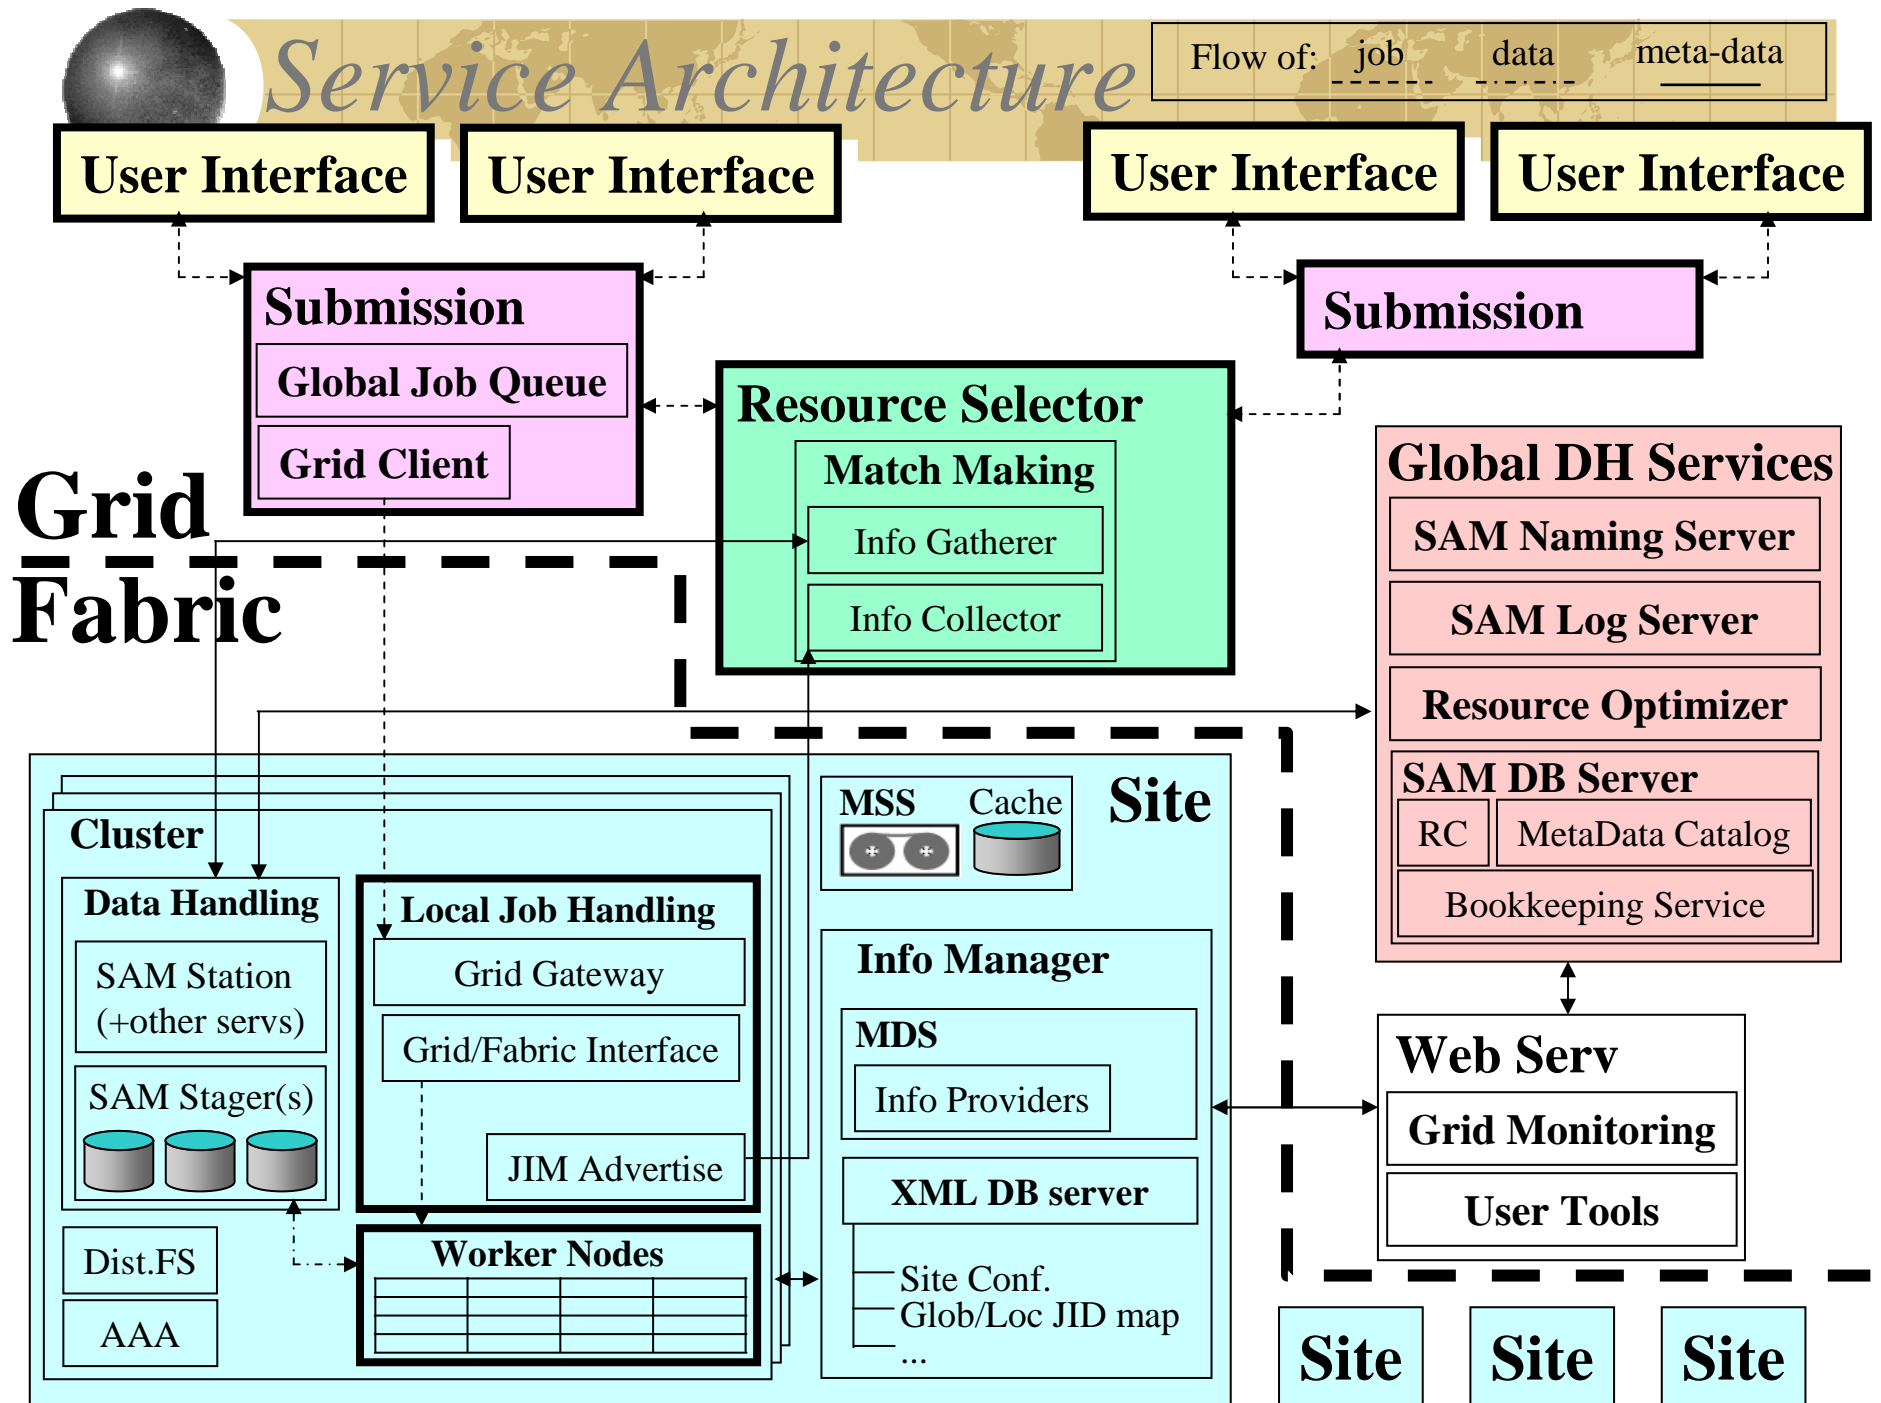 Service Architecture
Flow of: job data meta-data
User Interface
User Interface
User Interface
User Interface
Submission
Global Job Queue
Grid Client
Submission
Resource Selector
Match Making
Info Gatherer
Info Collector
Grid
Fabric
Global DH Services
SAM Naming Server
SAM Log Server
Resource Optimizer
SAM DB Server
RC
MetaData Catalog
Bookkeeping Service
Site
MSS
Cache
Cluster
Data Handling
SAM Station
(+other servs)
SAM Stager(s)
Dist.FS
AAA
Local Job Handling
Grid Gateway
Grid/Fabric Interface
JIM Advertise
Worker Nodes
Info Manager
MDS
Info Providers
XML DB server
Site Conf.
Glob/Loc JID map
...
Web Serv
Grid Monitoring
User Tools
Site
Site
Site